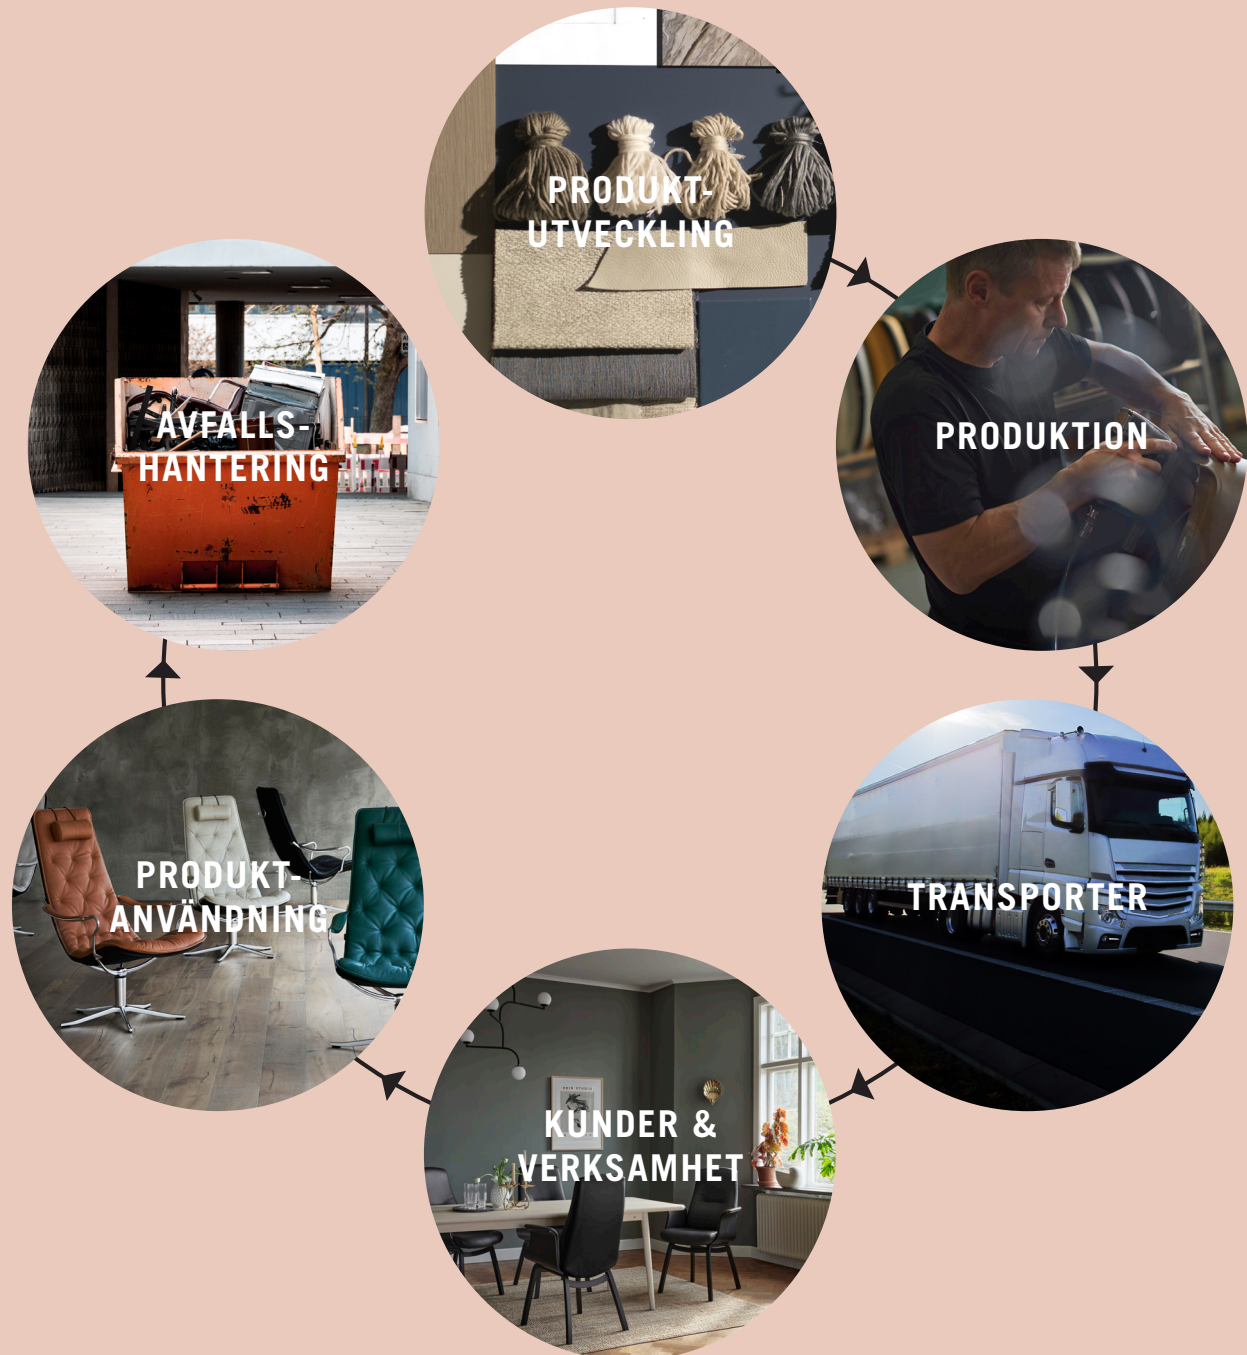 PRODUKT-
UTVECKLING
PRODUKTION
TRANSPORTER
KUNDER &
VERKSAMHET
PRODUKT-
ANVÄNDNING
AVFALLS-
HANTERING